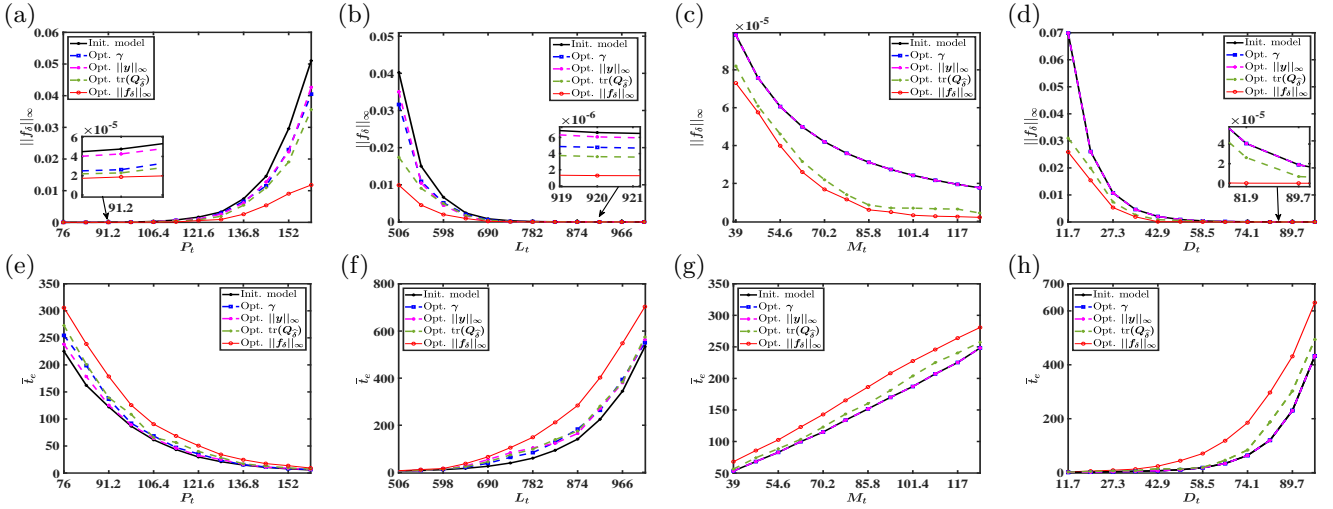 (a)
0.06
0.05
0.04
0.03
0.02
0.01
0
||f_δ||_∞
Init. model
Opt. γ
Opt. ||y||_∞
Opt. tr(Q_δ̂)
Opt. ||f_δ||_∞
×10^-5
6
4
2
0
91.2
76 91.2 106.4 121.6 136.8 152
P_t
(b)
0.05
0.04
0.03
0.02
0.01
0
||f_δ||_∞
Init. model
Opt. γ
Opt. ||y||_∞
Opt. tr(Q_δ̂)
Opt. ||f_δ||_∞
×10^-6
6
4
2
0
919 920 921
506 598 690 782 874 966
L_t
(c)
×10^-5
8
6
4
2
0
||f_δ||_∞
Init. model
Opt. γ
Opt. ||y||_∞
Opt. tr(Q_δ̂)
Opt. ||f_δ||_∞
39 54.6 70.2 85.8 101.4 117
M_t
(d)
0.07
0.06
0.05
0.04
0.03
0.02
0.01
0
||f_δ||_∞
Init. model
Opt. γ
Opt. ||y||_∞
Opt. tr(Q_δ̂)
Opt. ||f_δ||_∞
×10^-5
4
2
0
81.9 89.7
11.7 27.3 42.9 58.5 74.1 89.7
D_t
(e)
350
300
250
200
150
100
50
0
t̄_e
Init. model
Opt. γ
Opt. ||y||_∞
Opt. tr(Q_δ̂)
Opt. ||f_δ||_∞
76 91.2 106.4 121.6 136.8 152
P_t
(f)
800
600
400
200
0
t̄_e
Init. model
Opt. γ
Opt. ||y||_∞
Opt. tr(Q_δ̂)
Opt. ||f_δ||_∞
506 598 690 782 874 966
L_t
(g)
350
300
250
200
150
100
50
t̄_e
Init. model
Opt. γ
Opt. ||y||_∞
Opt. tr(Q_δ̂)
Opt. ||f_δ||_∞
39 54.6 70.2 85.8 101.4 117
M_t
(h)
700
600
400
200
0
t̄_e
Init. model
Opt. γ
Opt. ||y||_∞
Opt. tr(Q_δ̂)
Opt. ||f_δ||_∞
11.7 27.3 42.9 58.5 74.1 89.7
D_t